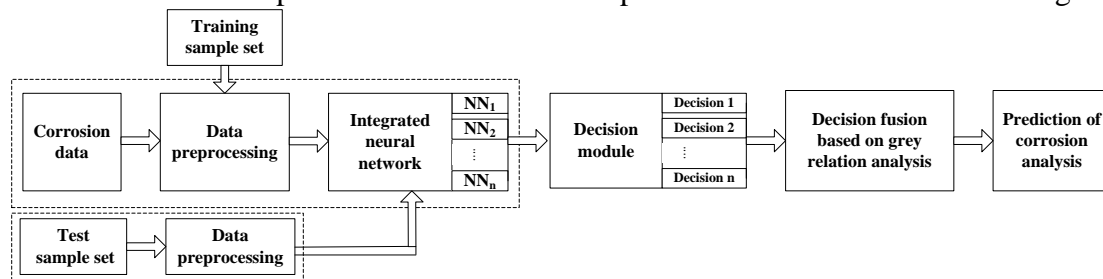 Training
sample set
Corrosion
data
Data
preprocessing
Integrated
neural
network
NN1
NN2
⋮
NNn
Decision
module
Decision 1
Decision 2
⋮
Decision n
Decision fusion
based on grey
relation analysis
Prediction of
corrosion
analysis
Test
sample set
Data
preprocessing